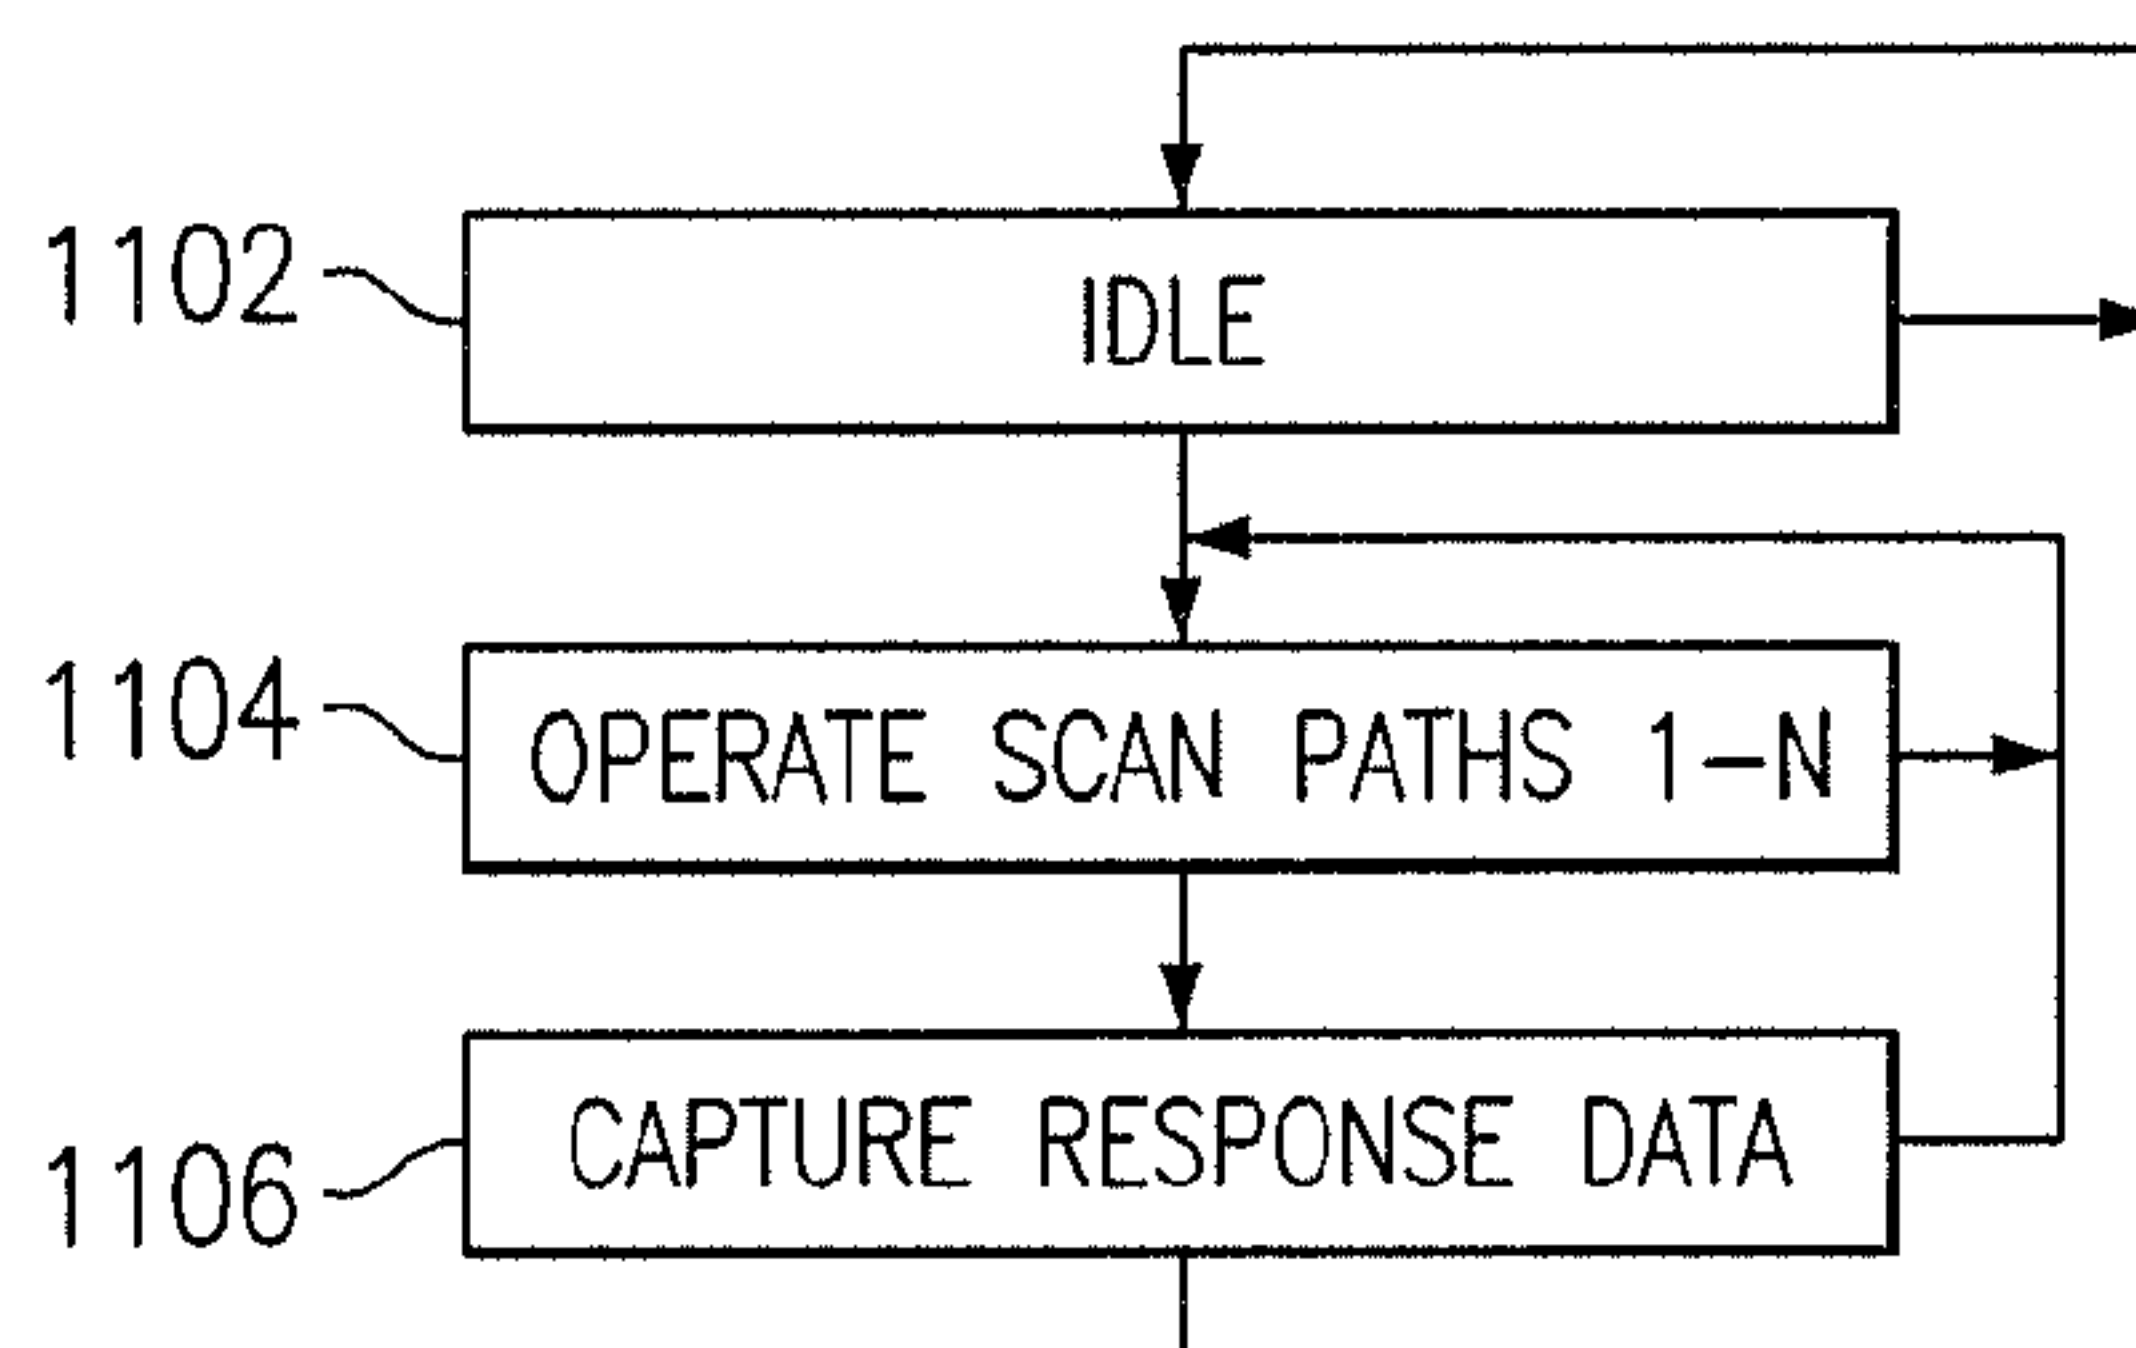 1102
IDLE
1104
OPERATE SCAN PATHS 1-N
CAPTURE RESPONSE DATA
1106